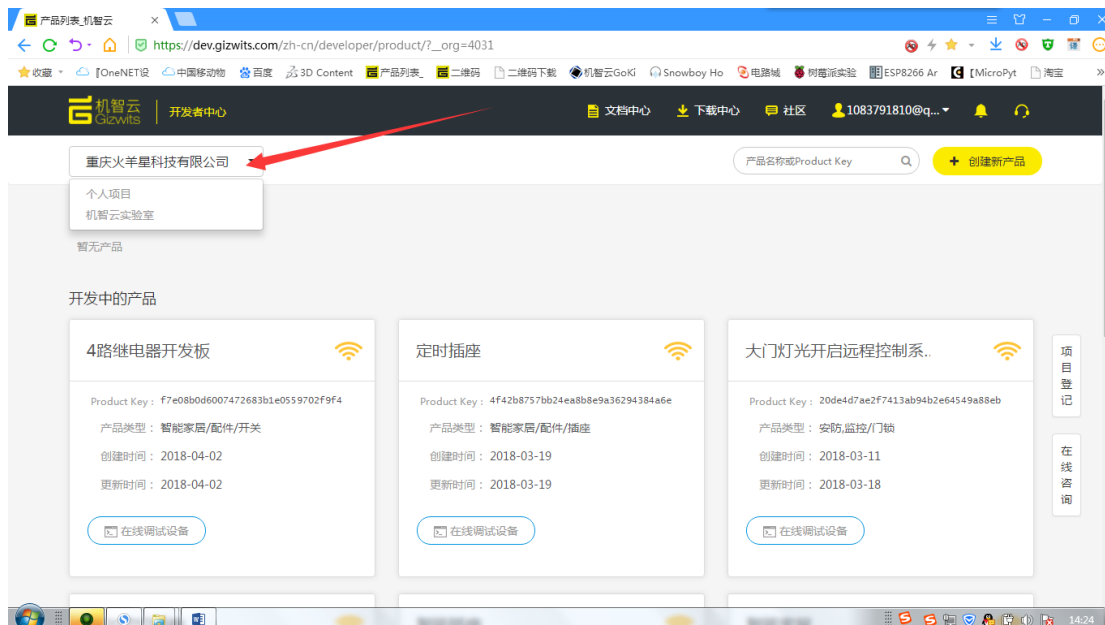 产品列表_机智云
https://dev.gizwits.com/zh-cn/developer/product/?__org=4031
收藏 『OneNET设 中国移动物 百度 3D Content 产品列表_ 二维码 二维码下载 机智云GoKi Snowboy Ho 电路城 树莓派实验 ESP8266 Ar 【MicroPyt 淘宝 »
机智云 Gizwits 开发者中心 文档中心 下载中心 社区 1083791810@q...
重庆火羊星科技有限公司 产品名称或Product Key + 创建新产品
个人项目
机智云实验室
暂无产品
开发中的产品
4路继电器开发板
Product Key : f7e08b0d6007472683b1e0559702f9f4
产品类型 : 智能家居/配件/开关
创建时间 : 2018-04-02
更新时间 : 2018-04-02
在线调试设备
定时插座
Product Key : 4f42b8757bb24ea8b8e9a36294384a6e
产品类型 : 智能家居/配件/插座
创建时间 : 2018-03-19
更新时间 : 2018-03-19
在线调试设备
大门灯光开启远程控制系..
Product Key : 20de4d7ae2f7413ab94b2e64549a88eb
产品类型 : 安防,监控/门锁
创建时间 : 2018-03-11
更新时间 : 2018-03-18
在线调试设备
项目登记
在线咨询
14:24